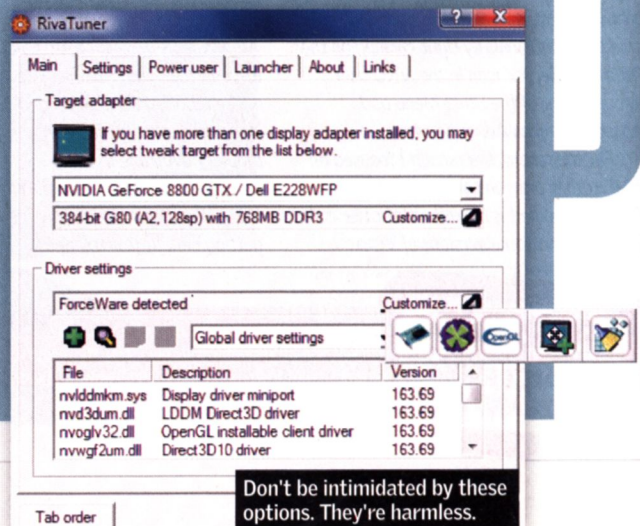 RivaTuner
Main Settings Power user Launcher About Links
Target adapter
If you have more than one display adapter installed, you may
select tweak target from the list below.
NVIDIA GeForce 8800 GTX / Dell E228WFP
384-bit G80 (A2,128sp) with 768MB DDR3 Customize...
Driver settings
ForceWare detected Customize...
Global driver settings
OpenGL
File Description Version
nvlddmkm.sys Display driver miniport 163.69
nvd3dum.dll LDDM Direct3D driver 163.69
nvoglv32.dll OpenGL installable client driver 163.69
nvwgf2um.dll Direct3D10 driver 163.69
Don't be intimidated by these
options. They're harmless.
Tab order